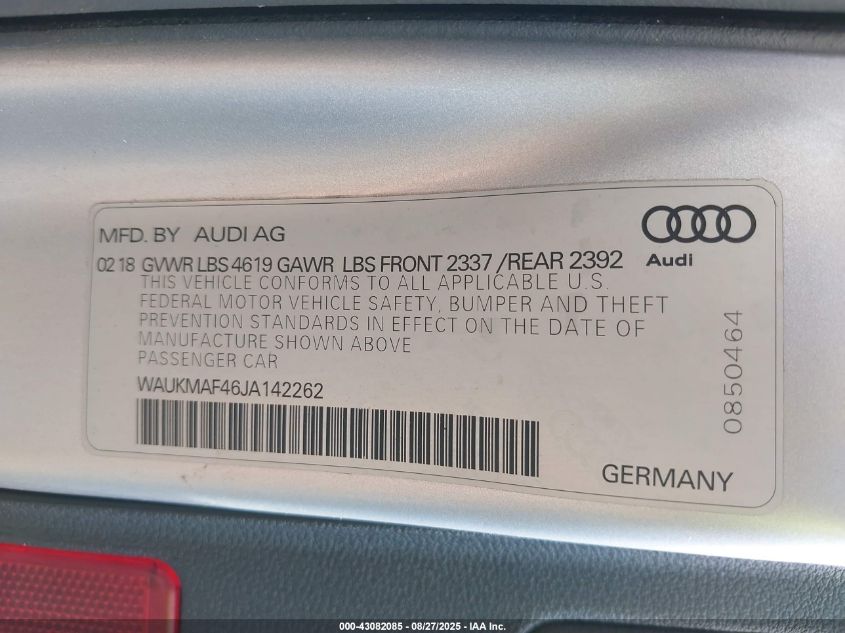 MFD. BY AUDI AG
Audi
02 18 GVWR LBS 4619 GAWR LBS FRONT 2337 /REAR 2392
THIS VEHICLE CONFORMS TO ALL APPLICABLE U.S.
FEDERAL MOTOR VEHICLE SAFETY, BUMPER AND THEFT
PREVENTION STANDARDS IN EFFECT ON THE DATE OF
MANUFACTURE SHOWN ABOVE
PASSENGER CAR
WAUKMAF46JA142262
0850464
GERMANY
000-43082085 - 08/27/2025 - IAA Inc.